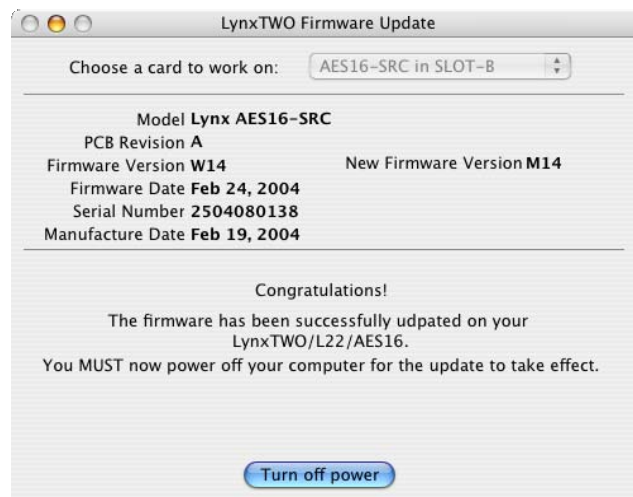 LynxTWO Firmware Update
Choose a card to work on: AES16-SRC in SLOT-B
Model Lynx AES16-SRC
PCB Revision A
Firmware Version W14 New Firmware Version M14
Firmware Date Feb 24, 2004
Serial Number 2504080138
Manufacture Date Feb 19, 2004
Congratulations!
The firmware has been successfully udpated on your
LynxTWO/L22/AES16.
You MUST now power off your computer for the update to take effect.
Turn off power